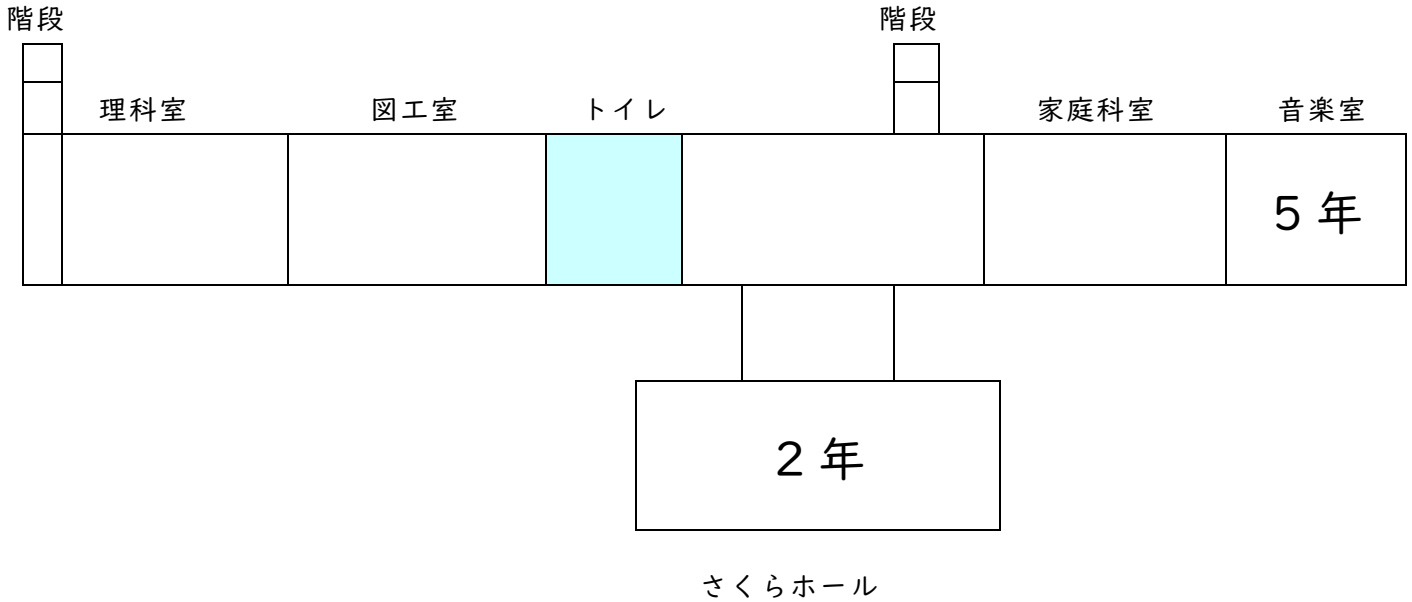 階段 階段
理科室 図工室 トイレ 家庭科室 音楽室
5年
2年
さくらホール